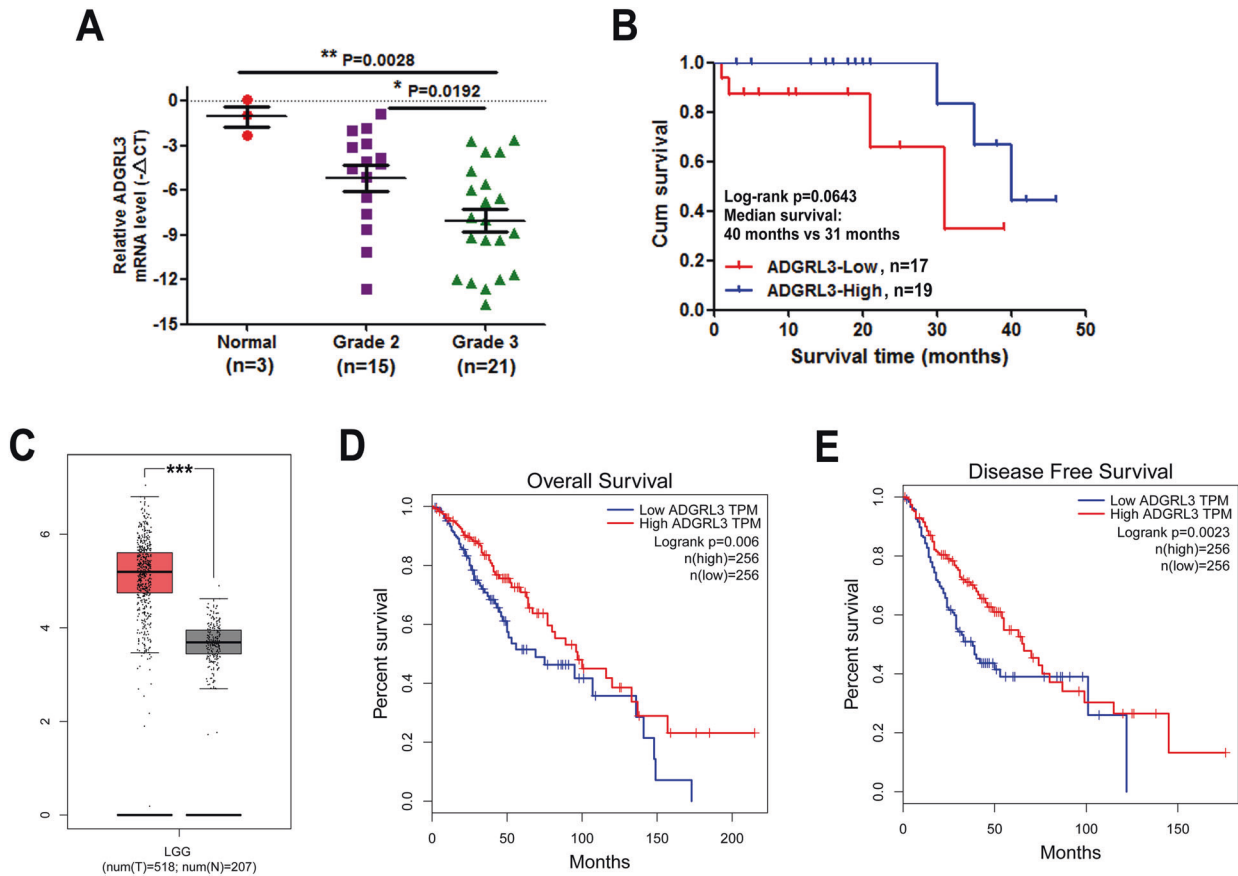 A
** P=0.0028
* P=0.0192
Relative ADGRL3
mRNA level (-△CT)
0
-3
-6
-9
-12
-15
Normal
(n=3)
Grade 2
(n=15)
Grade 3
(n=21)
B
Cum survival
1.0
0.8
0.6
0.4
0.2
0.0
Log-rank p=0.0643
Median survival:
40 months vs 31 months
ADGRL3-Low, n=17
ADGRL3-High, n=19
0 10 20 30 40 50
Survival time (months)
C
***
6
4
2
0
LGG
(num(T)=518; num(N)=207)
D
Overall Survival
Low ADGRL3 TPM
High ADGRL3 TPM
Logrank p=0.006
n(high)=256
n(low)=256
Percent survival
1.0
0.8
0.6
0.4
0.2
0.0
0 50 100 150 200
Months
E
Disease Free Survival
Low ADGRL3 TPM
High ADGRL3 TPM
Logrank p=0.0023
n(high)=256
n(low)=256
Percent survival
1.0
0.8
0.6
0.4
0.2
0.0
0 50 100 150
Months